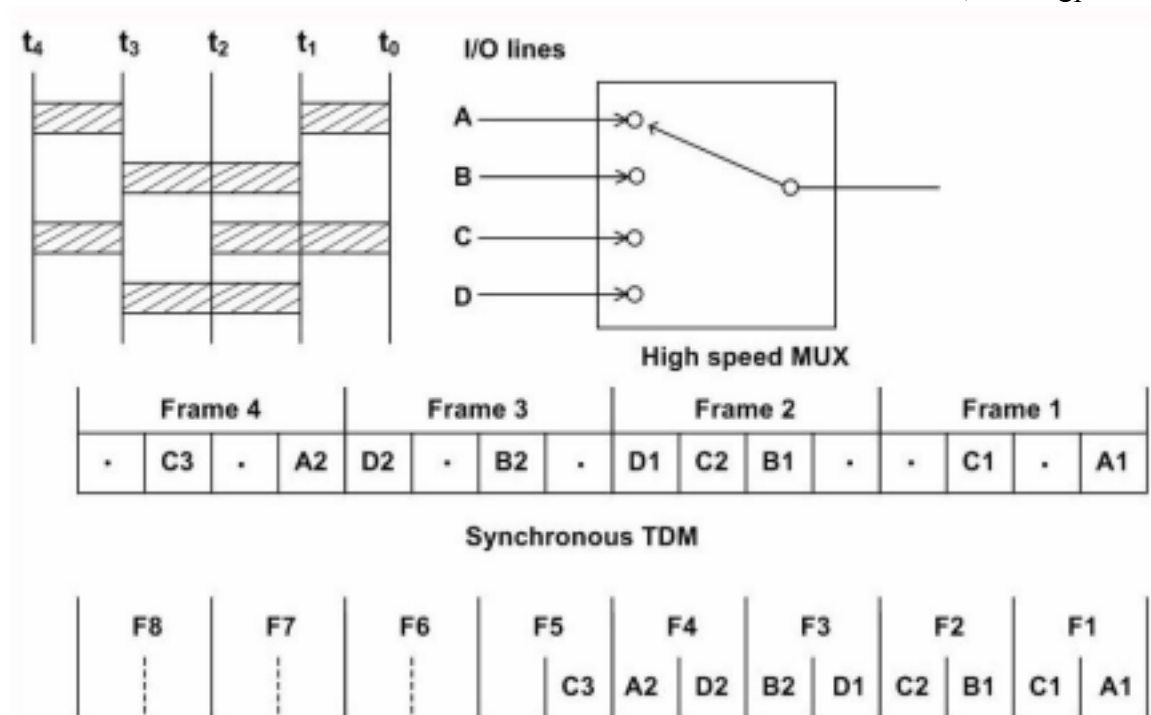 t₄ t₃ t₂ t₁ t₀ I/O lines
A
B
C
D
High speed MUX
Frame 4 Frame 3 Frame 2 Frame 1
. C3 . A2 D2 . B2 . D1 C2 B1 . . C1 . A1
Synchronous TDM
F8 F7 F6 F5 F4 F3 F2 F1
C3 A2 D2 B2 D1 C2 B1 C1 A1